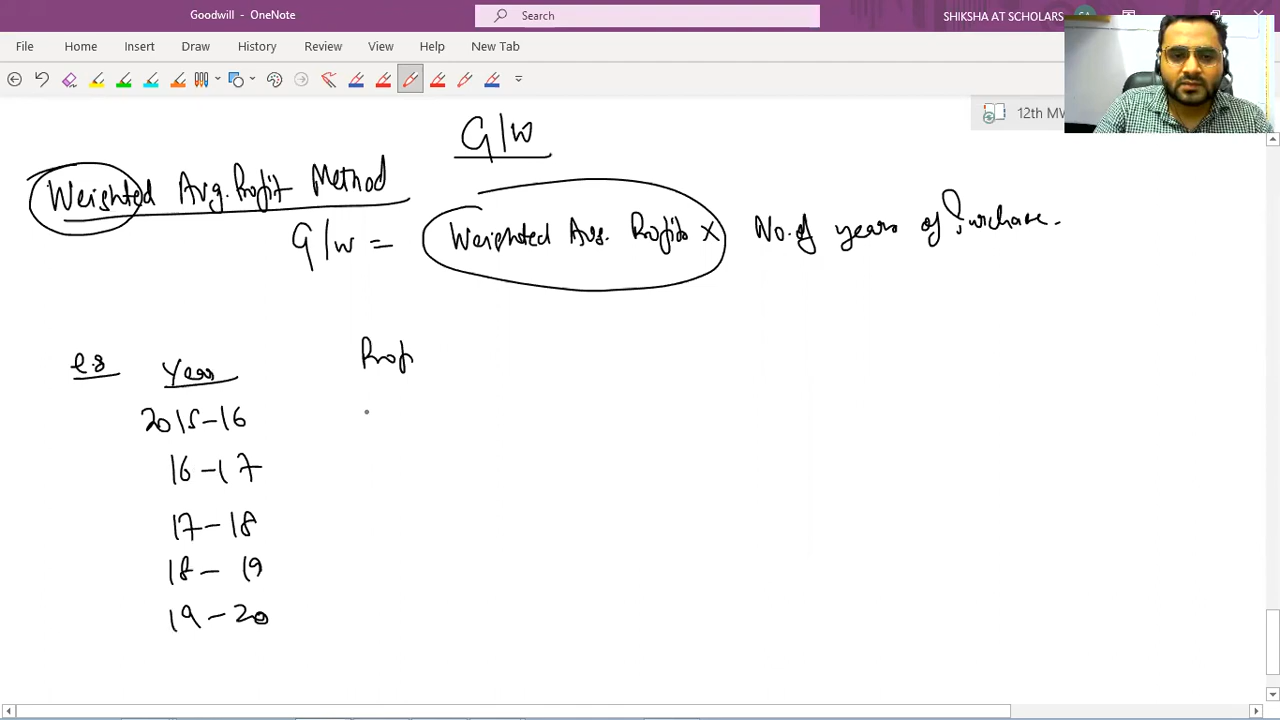 Goodwill - OneNote
Search
SHIKSHA AT SCHOLARS
File Home Insert Draw History Review View Help New Tab
12th MW
G/w
Weighted Avg. Profit Method
G/w = Weighted Avg. Profits × No. of years of Purchase.
e.g Year Prof
2015-16
16-17
17-18
18-19
19-20